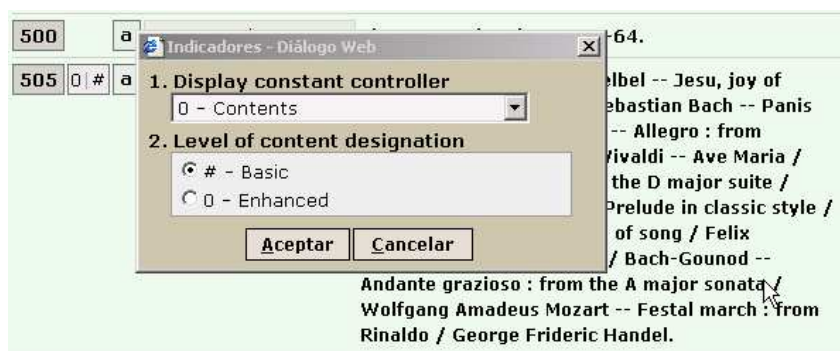 500 a -64.
Indicadores - Diálogo Web
505 0 # a elbel -- Jesu, joy of
1. Display constant controller
0 - Contents
ebastian Bach -- Panis
-- Allegro : from
2. Level of content designation
ivaldi -- Ave Maria /
# - Basic
the D major suite /
0 - Enhanced
Prelude in classic style /
of song / Felix
Aceptar Cancelar
/ Bach-Gounod --
Andante grazioso : from the A major sonata /
Wolfgang Amadeus Mozart -- Festal march : from
Rinaldo / George Frideric Handel.